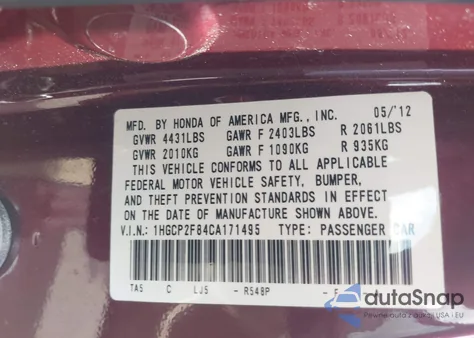 MFD. BY HONDA OF AMERICA MFG., INC. 05/'12
GVWR 4431LBS GAWR F 2403LBS R 2061LBS
GVWR 2010KG GAWR F 1090KG R 935KG
THIS VEHICLE CONFORMS TO ALL APPLICABLE
FEDERAL MOTOR VEHICLE SAFETY, BUMPER,
AND THEFT PREVENTION STANDARDS IN EFFECT
ON THE DATE OF MANUFACTURE SHOWN ABOVE.
V.I.N: 1HGCP2F84CA171495 TYPE: PASSENGER CAR
TA5 C LJ5 - R548P -
autaSnap